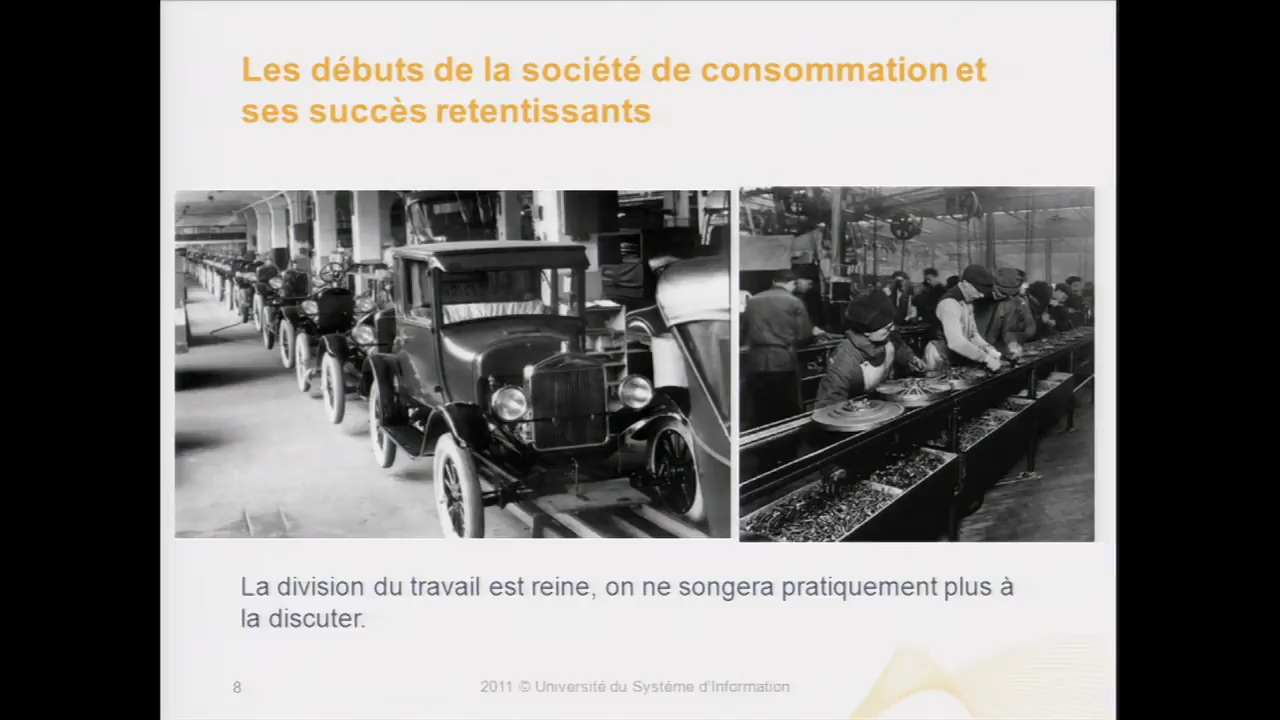 Les débuts de la société de consommation et
ses succès retentissants
La division du travail est reine, on ne songera pratiquement plus à
la discuter.
8
2011 © Université du Système d'Information